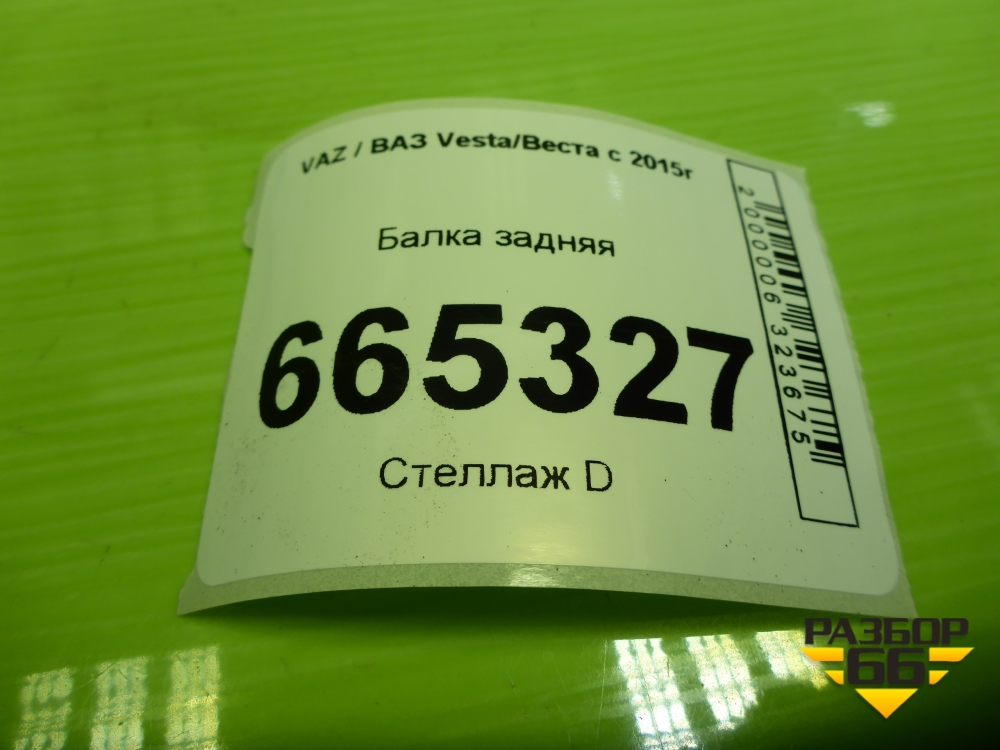 VAZ / ВАЗ Vesta/Веста с 2015г
Балка задняя
665327
Стеллаж D
2000006323675
РАЗБОР
66